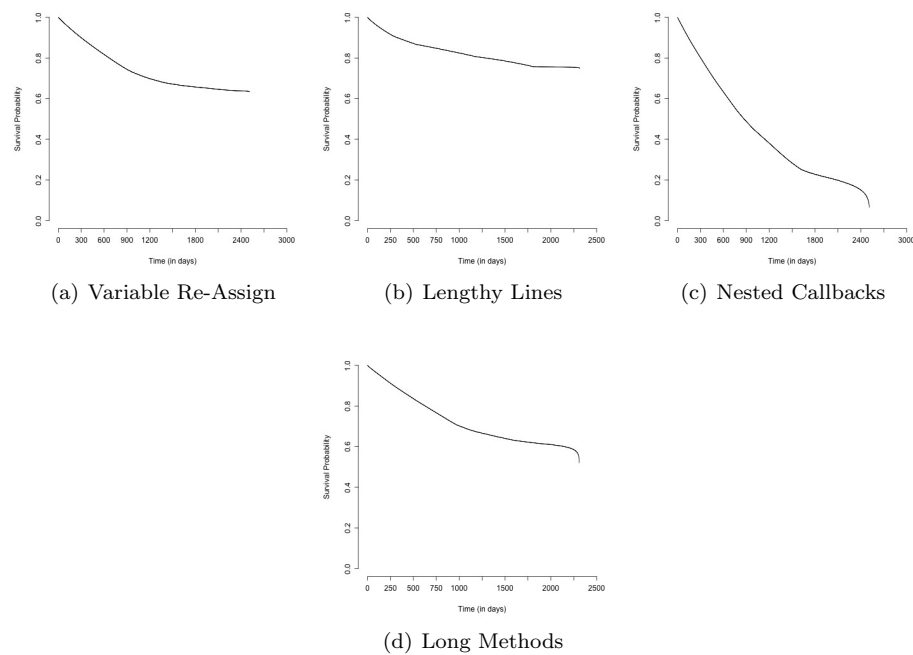 1.0
0.8
0.6
0.4
0.2
0.0
Survival Probability
0 300 600 900 1200 1800 2400 3000
Time (in days)
(a) Variable Re-Assign
1.0
0.8
0.6
0.4
0.2
0.0
Survival Probability
0 250 500 750 1000 1500 2000 2500
Time (in days)
(b) Lengthy Lines
1.0
0.8
0.6
0.4
0.2
0.0
Survival Probability
0 300 600 900 1200 1800 2400 3000
Time (in days)
(c) Nested Callbacks
1.0
0.8
0.6
0.4
0.2
0.0
Survival Probability
0 250 500 750 1000 1500 2000 2500
Time (in days)
(d) Long Methods